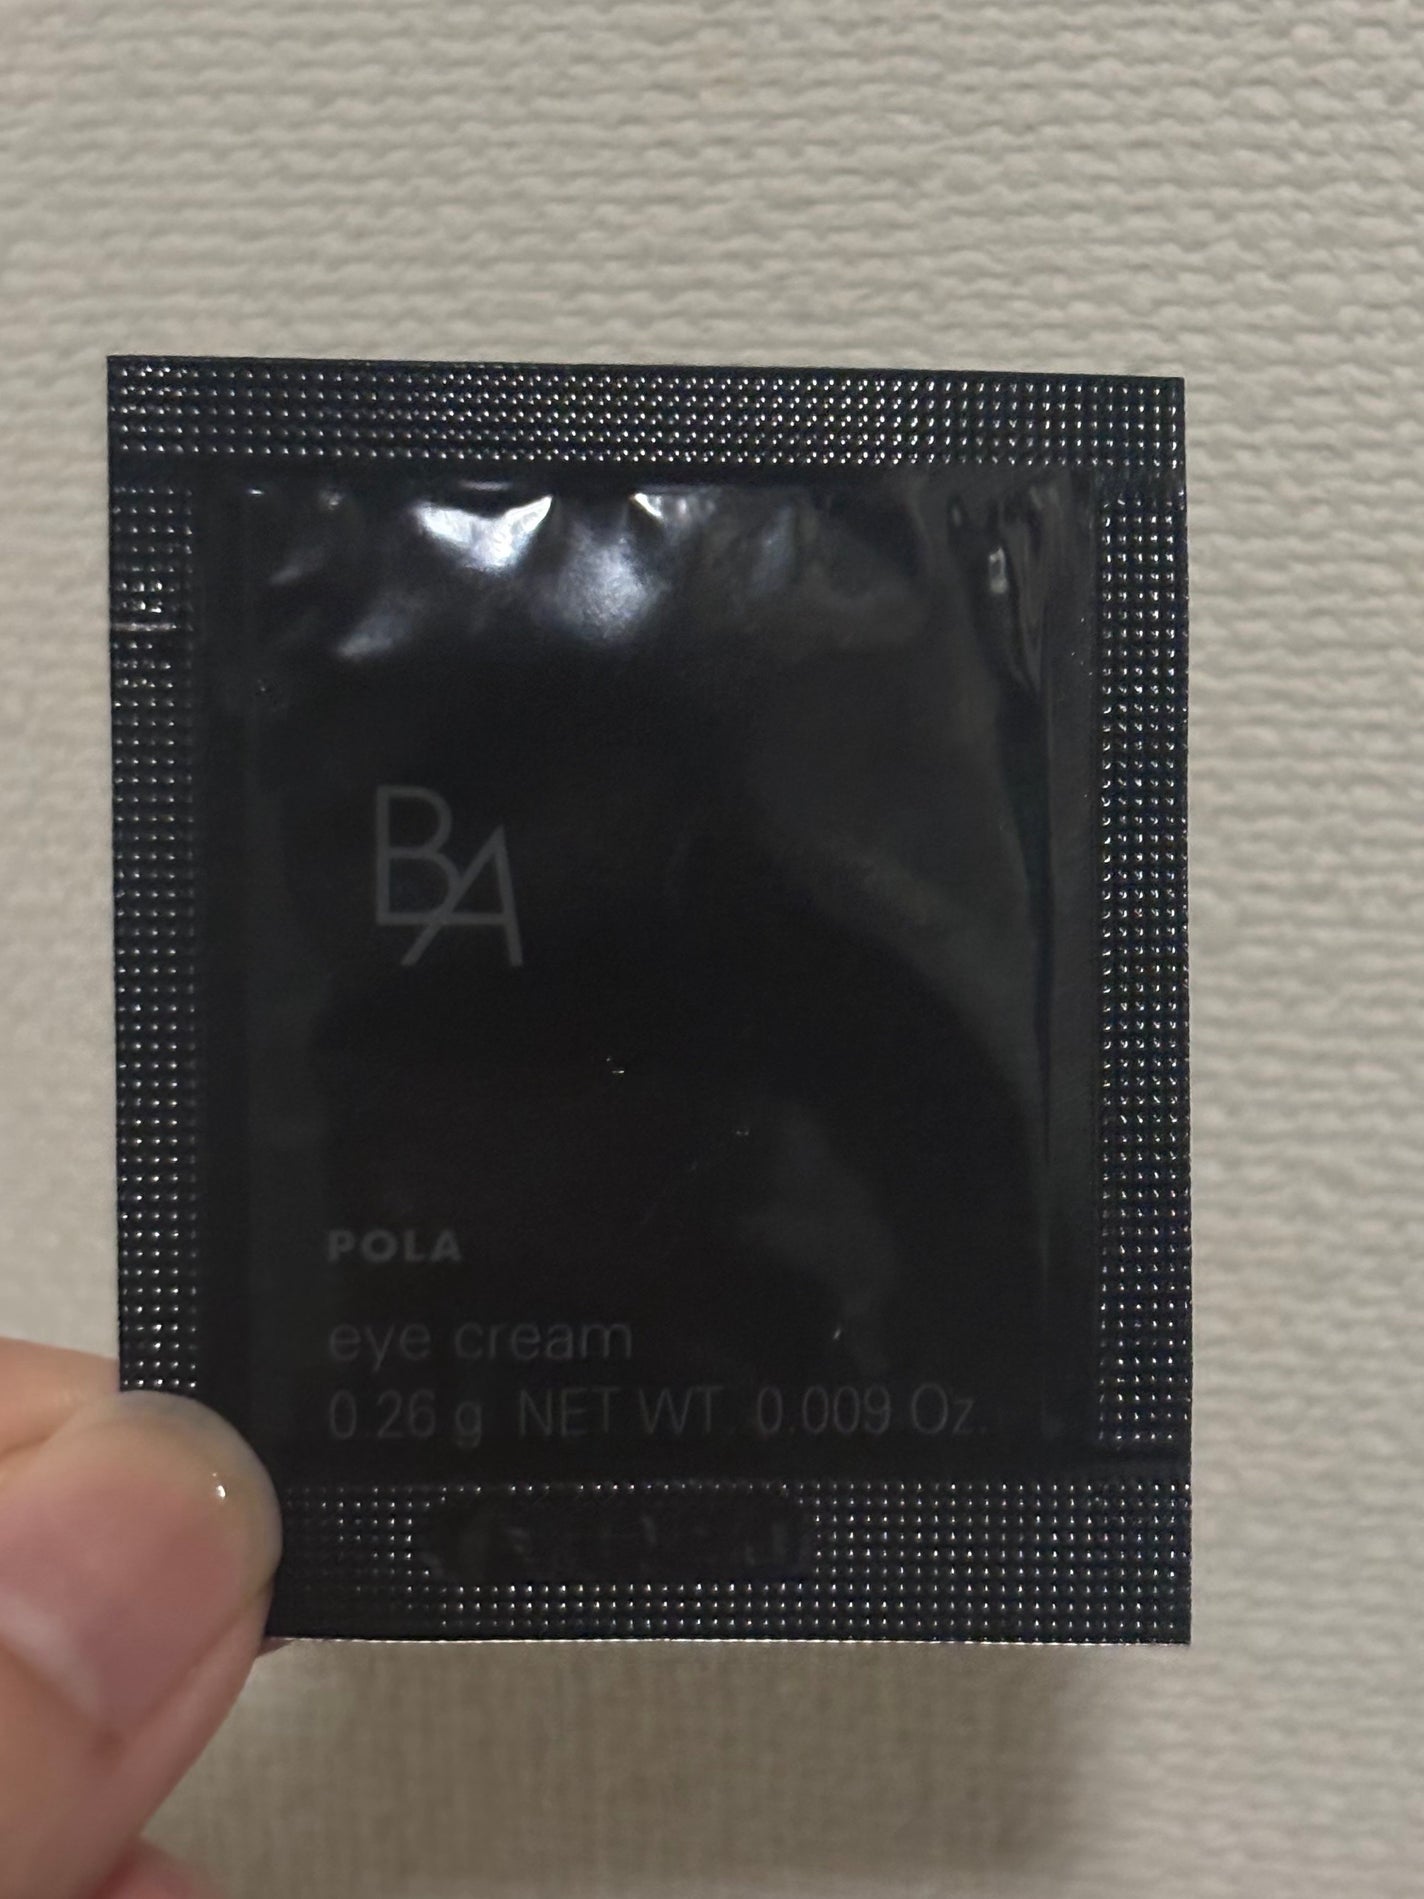 BA
POLA
eye cream
0.26 g NET WT. 0.009 Oz.